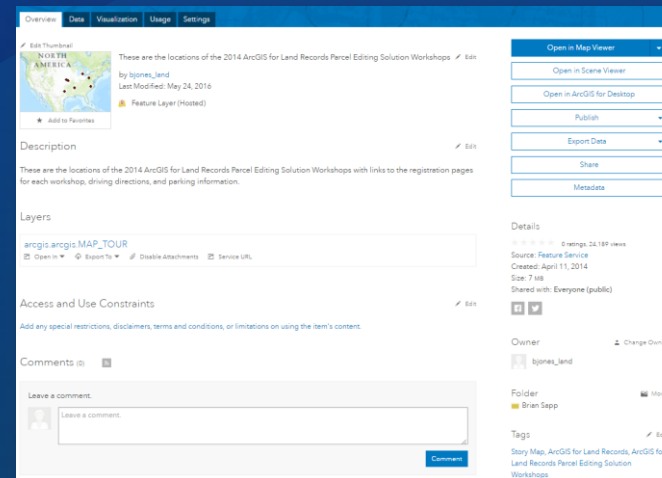 Overview Data Visualization Usage Settings
Edit Thumbnail
NORTH
AMERICA
Add to Favorites
These are the locations of the 2014 ArcGIS for Land Records Parcel Editing Solution Workshops Edit
by bjones_land
Last Modified: May 24, 2016
Feature Layer (Hosted)
Description Edit
These are the locations of the 2014 ArcGIS for Land Records Parcel Editing Solution Workshops with links to the registration pages
for each workshop, driving directions, and parking information.
Layers
arcgis.arcgis.MAP_TOUR
Open in Export To Disable Attachments Service URL
Access and Use Constraints Edit
Add any special restrictions, disclaimers, terms and conditions, or limitations on using the item's content.
Comments (0)
Leave a comment.
Leave a comment.
Comment
Open in Map Viewer
Open in Scene Viewer
Open in ArcGIS for Desktop
Publish
Export Data
Share
Metadata
Details
0 ratings, 24,189 views
Source: Feature Service
Created: April 11, 2014
Size: 7 MB
Shared with: Everyone (public)
Owner Change Own
bjones_land
Folder Mo
Brian Sapp
Tags Ed
Story Map, ArcGIS for Land Records, ArcGIS fo
Land Records Parcel Editing Solution
Workshops